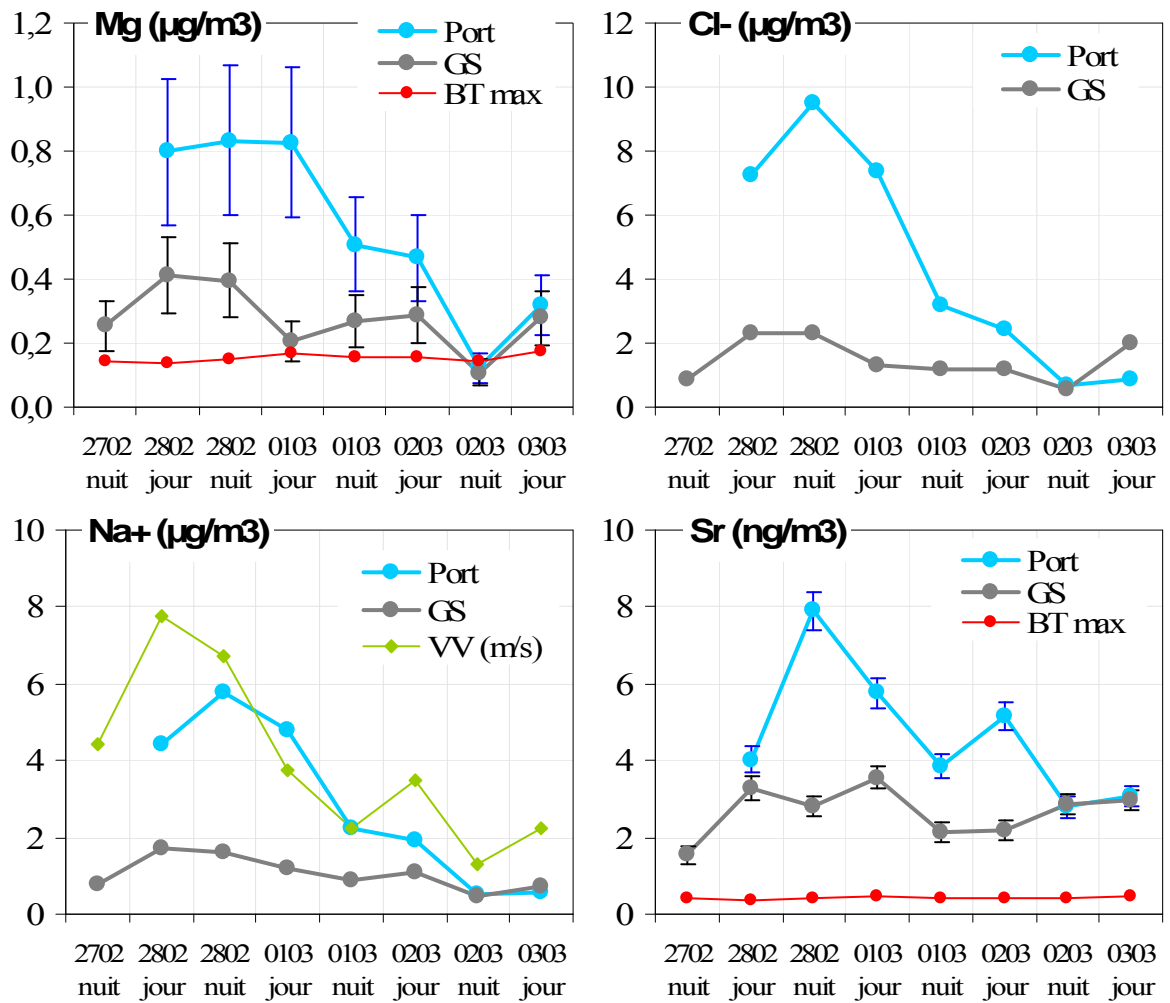 Mg (µg/m3)
Port
GS
BT max
1,2
1,0
0,8
0,6
0,4
0,2
0,0
2702 2802 2802 0103 0103 0203 0203 0303
nuit jour nuit jour nuit jour nuit jour
Cl- (µg/m3)
Port
GS
12
10
8
6
4
2
0
2702 2802 2802 0103 0103 0203 0203 0303
nuit jour nuit jour nuit jour nuit jour
Na+ (µg/m3)
Port
GS
VV (m/s)
10
8
6
4
2
0
2702 2802 2802 0103 0103 0203 0203 0303
nuit jour nuit jour nuit jour nuit jour
Sr (ng/m3)
Port
GS
BT max
10
8
6
4
2
0
2702 2802 2802 0103 0103 0203 0203 0303
nuit jour nuit jour nuit jour nuit jour